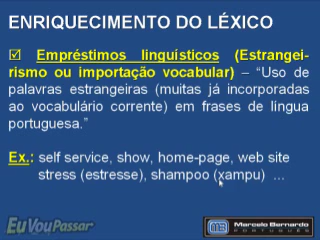 ENRIQUECIMENTO DO LÉXICO
☑ Empréstimos linguísticos (Estrangei-
rismo ou importação vocabular) – “Uso de
palavras estrangeiras (muitas já incorporadas
ao vocabulário corrente) em frases de língua
portuguesa.”
Ex.: self service, show, home-page, web site
stress (estresse), shampoo (xampu) ...
EuVouPassar
Marcelo Bernardo
PORTUGUÊS